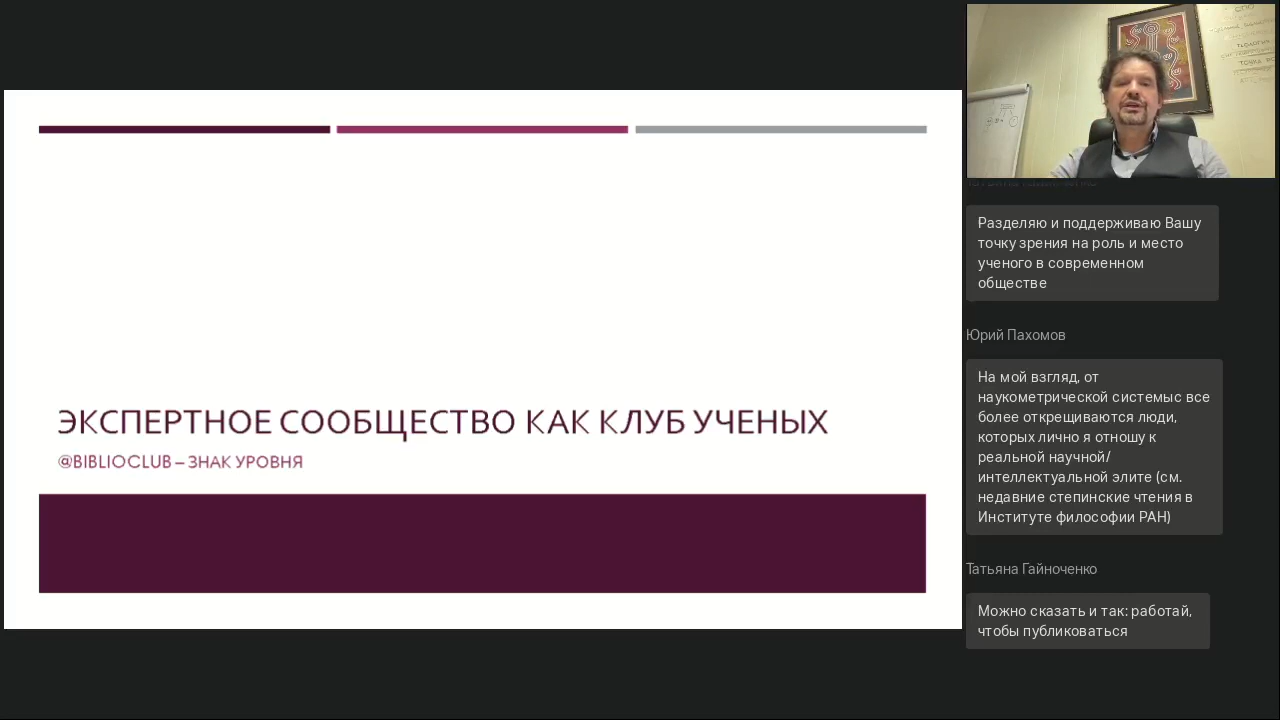 ЭКСПЕРТНОЕ СООБЩЕСТВО КАК КЛУБ УЧЕНЫХ
@BIBLIOCLUB – ЗНАК УРОВНЯ
СПО
Разделяю и поддерживаю Вашу
точку зрения на роль и место
ученого в современном
обществе
Юрий Пахомов
На мой взгляд, от
наукометрической системыс все
более открещиваются люди,
которых лично я отношу к
реальной научной/
интеллектуальной элите (см.
недавние степинские чтения в
Институте философии РАН)
Татьяна Гайноченко
Можно сказать и так: работай,
чтобы публиковаться